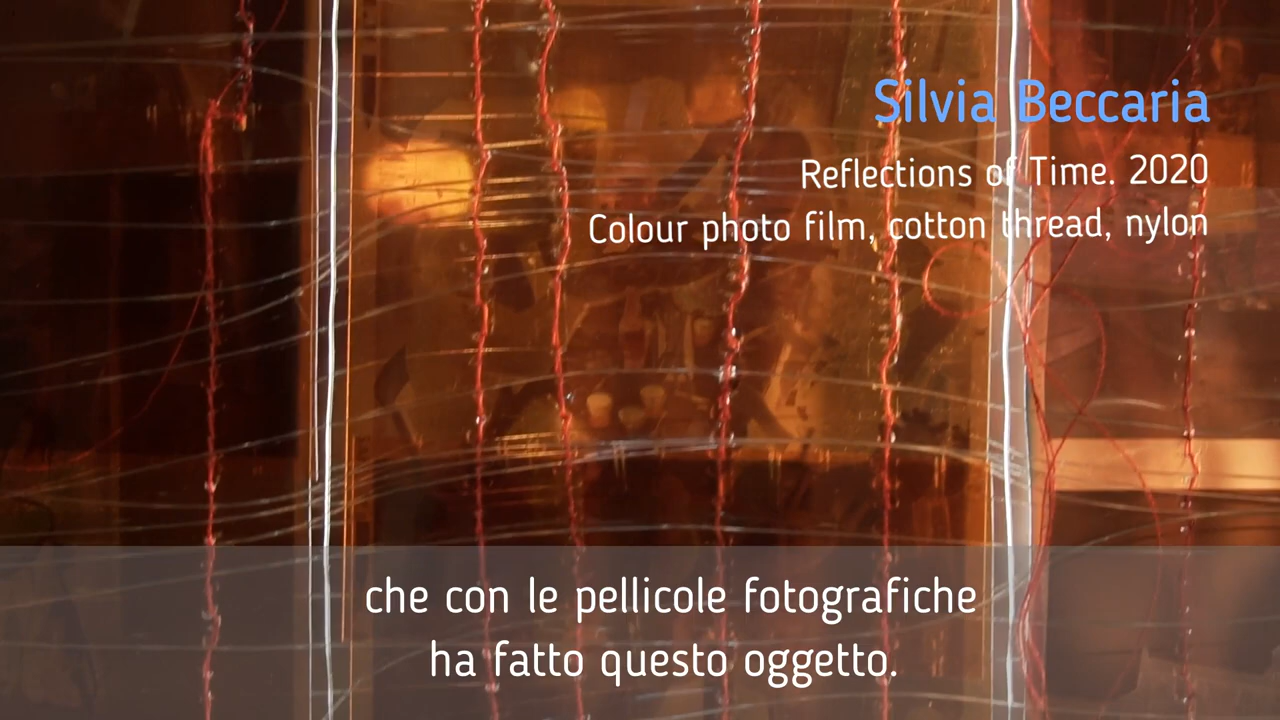 Silvia Beccaria
Reflections of Time. 2020
Colour photo film, cotton thread, nylon
che con le pellicole fotografiche
ha fatto questo oggetto.